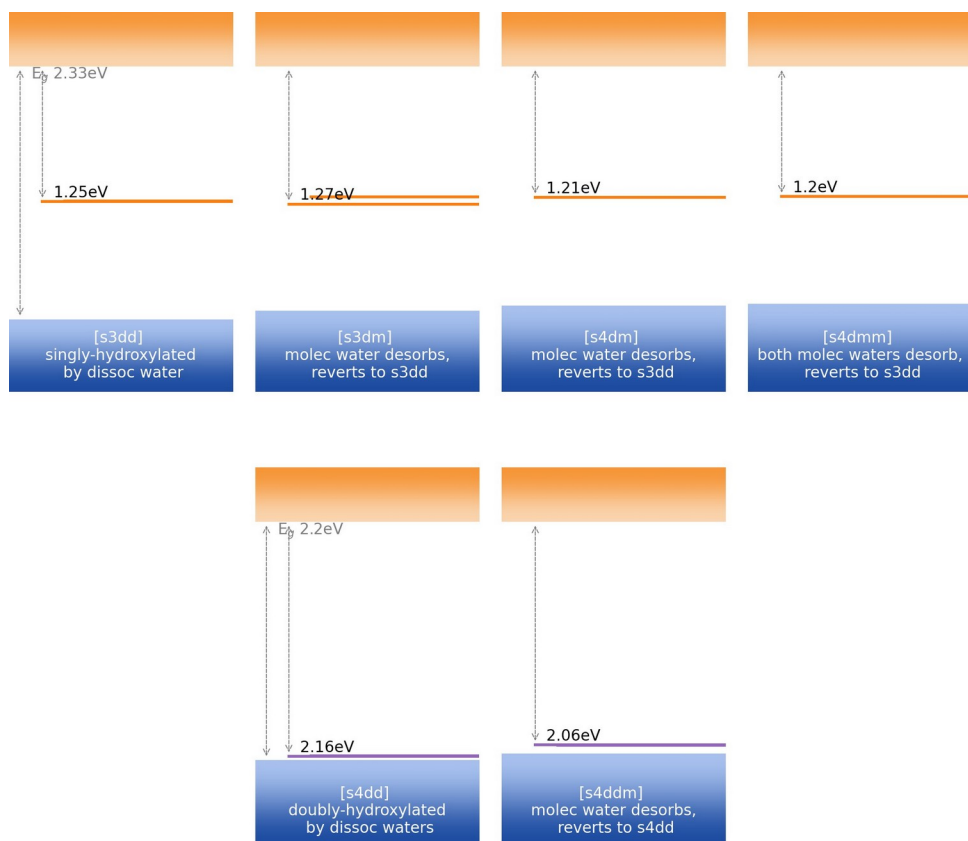 E_g 2.33eV
1.25eV
1.27eV
1.21eV
1.2eV
[s3dd]
singly-hydroxylated
by dissoc water
[s3dm]
molec water desorbs,
reverts to s3dd
[s4dm]
molec water desorbs,
reverts to s3dd
[s4dmm]
both molec waters desorb,
reverts to s3dd
E_g 2.2eV
2.16eV
2.06eV
[s4dd]
doubly-hydroxylated
by dissoc waters
[s4ddm]
molec water desorbs,
reverts to s4dd